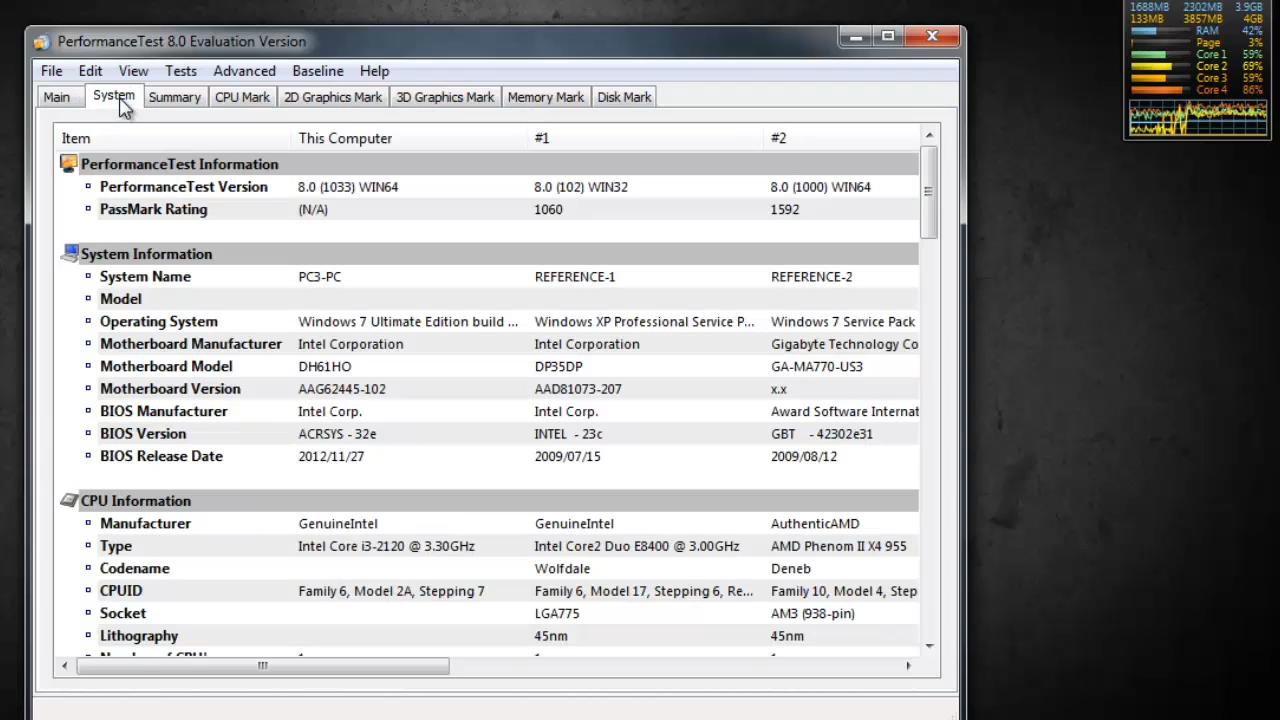 1688MB 2302MB 3.9GB
133MB 3857MB 4GB
RAM 42%
Page 3%
Core 1 59%
Core 2 69%
Core 3 59%
Core 4 86%
PerformanceTest 8.0 Evaluation Version
File Edit View Tests Advanced Baseline Help
Main System Summary CPU Mark 2D Graphics Mark 3D Graphics Mark Memory Mark Disk Mark
Item This Computer #1 #2
PerformanceTest Information
PerformanceTest Version 8.0 (1033) WIN64 8.0 (102) WIN32 8.0 (1000) WIN64
PassMark Rating (N/A) 1060 1592
System Information
System Name PC3-PC REFERENCE-1 REFERENCE-2
Model
Operating System Windows 7 Ultimate Edition build ... Windows XP Professional Service P... Windows 7 Service Pack
Motherboard Manufacturer Intel Corporation Intel Corporation Gigabyte Technology Co
Motherboard Model DH61HO DP35DP GA-MA770-US3
Motherboard Version AAG62445-102 AAD81073-207 x.x
BIOS Manufacturer Intel Corp. Intel Corp. Award Software Internat
BIOS Version ACRSYS - 32e INTEL - 23c GBT - 42302e31
BIOS Release Date 2012/11/27 2009/07/15 2009/08/12
CPU Information
Manufacturer GenuineIntel GenuineIntel AuthenticAMD
Type Intel Core i3-2120 @ 3.30GHz Intel Core2 Duo E8400 @ 3.00GHz AMD Phenom II X4 955
Codename Wolfdale Deneb
CPUID Family 6, Model 2A, Stepping 7 Family 6, Model 17, Stepping 6, Re... Family 10, Model 4, Step
Socket LGA775 AM3 (938-pin)
Lithography 45nm 45nm